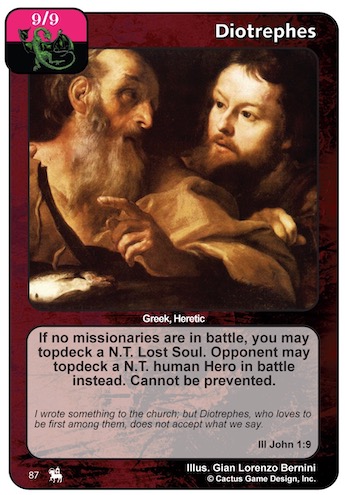 9/9
Diotrephes
Greek, Heretic
If no missionaries are in battle, you may
topdeck a N.T. Lost Soul. Opponent may
topdeck a N.T. human Hero in battle
instead. Cannot be prevented.
I wrote something to the church; but Diotrephes, who loves to
be first among them, does not accept what we say.
III John 1:9
87
Illus. Gian Lorenzo Bernini
© Cactus Game Design, Inc.